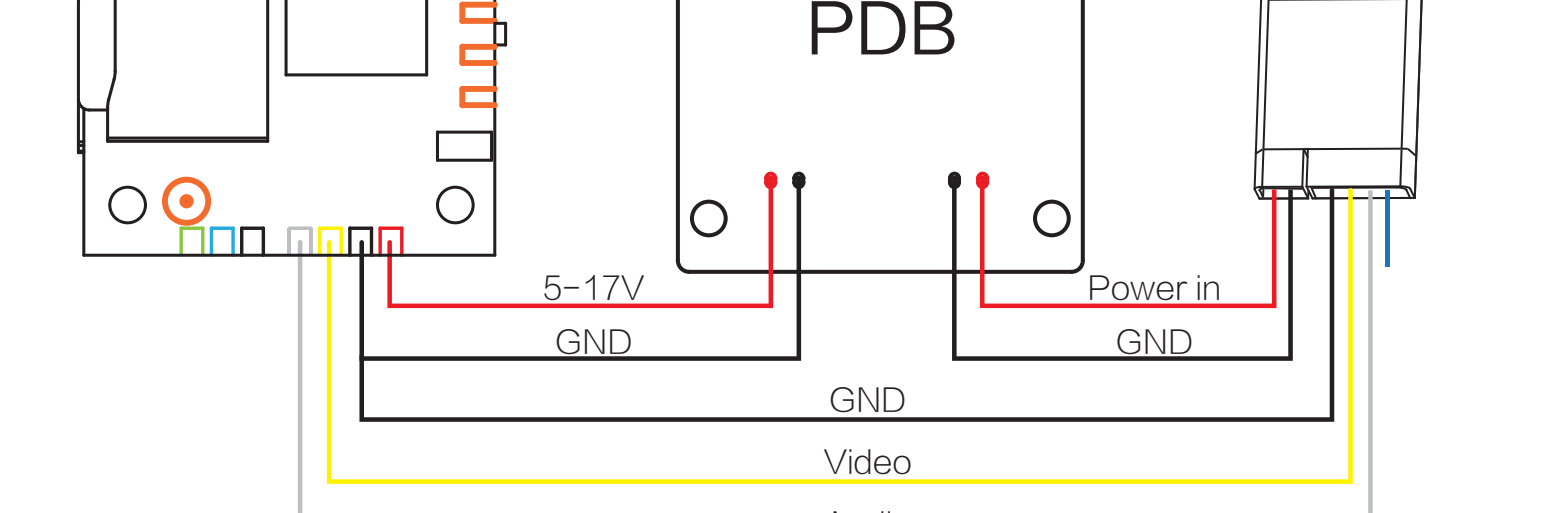 PDB
5-17V
Power in
GND
GND
GND
Video